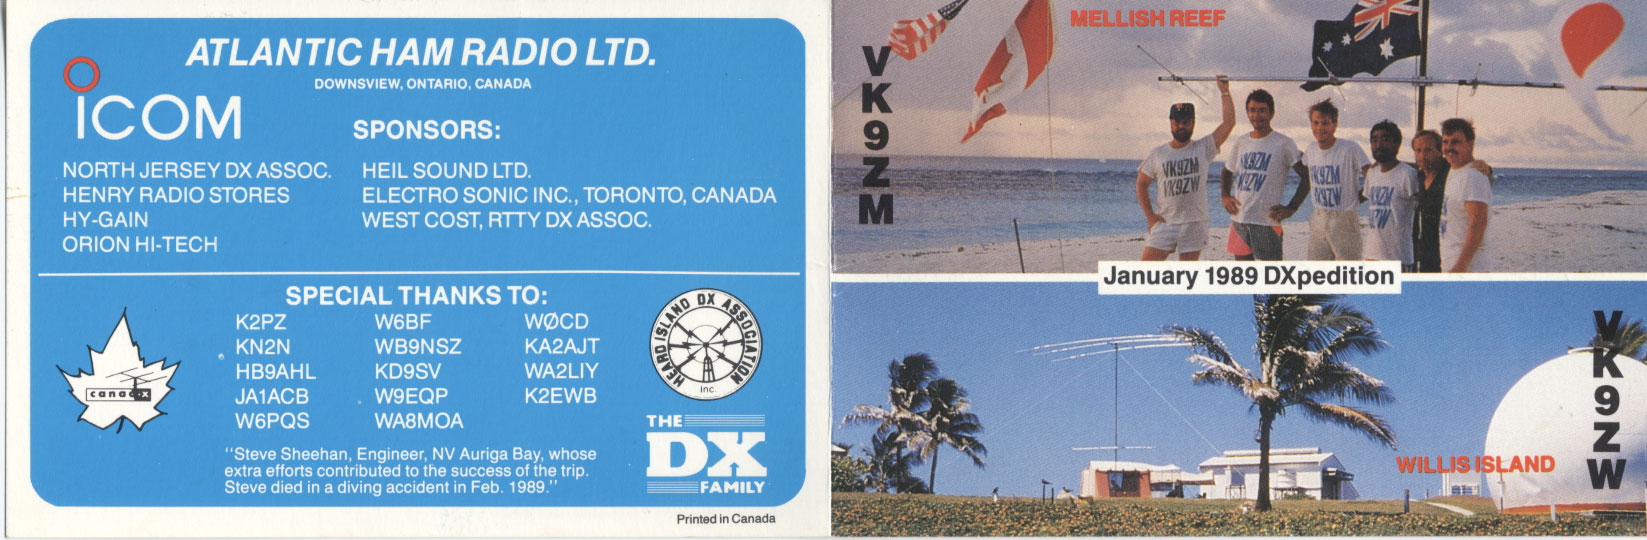 ATLANTIC HAM RADIO LTD.
DOWNSVIEW, ONTARIO, CANADA
ICOM
SPONSORS:
NORTH JERSEY DX ASSOC.
HENRY RADIO STORES
HY-GAIN
ORION HI-TECH
HEIL SOUND LTD.
ELECTRO SONIC INC., TORONTO, CANADA
WEST COST, RTTY DX ASSOC.
SPECIAL THANKS TO:
K2PZ
KN2N
HB9AHL
JA1ACB
W6PQS
W6BF
WB9NSZ
KD9SV
W9EQP
WA8MOA
WØCD
KA2AJT
WA2LIY
K2EWB
canadx
HEARD ISLAND DX ASSOCIATION
inc.
THE
DX
FAMILY
"Steve Sheehan, Engineer, NV Auriga Bay, whose
extra efforts contributed to the success of the trip.
Steve died in a diving accident in Feb. 1989."
Printed in Canada
MELLISH REEF
VK9ZM
VK9ZM
VK9ZW
VK9ZM
VK9ZW
VK9ZM
VK9ZW
January 1989 DXpedition
VK9ZW
WILLIS ISLAND